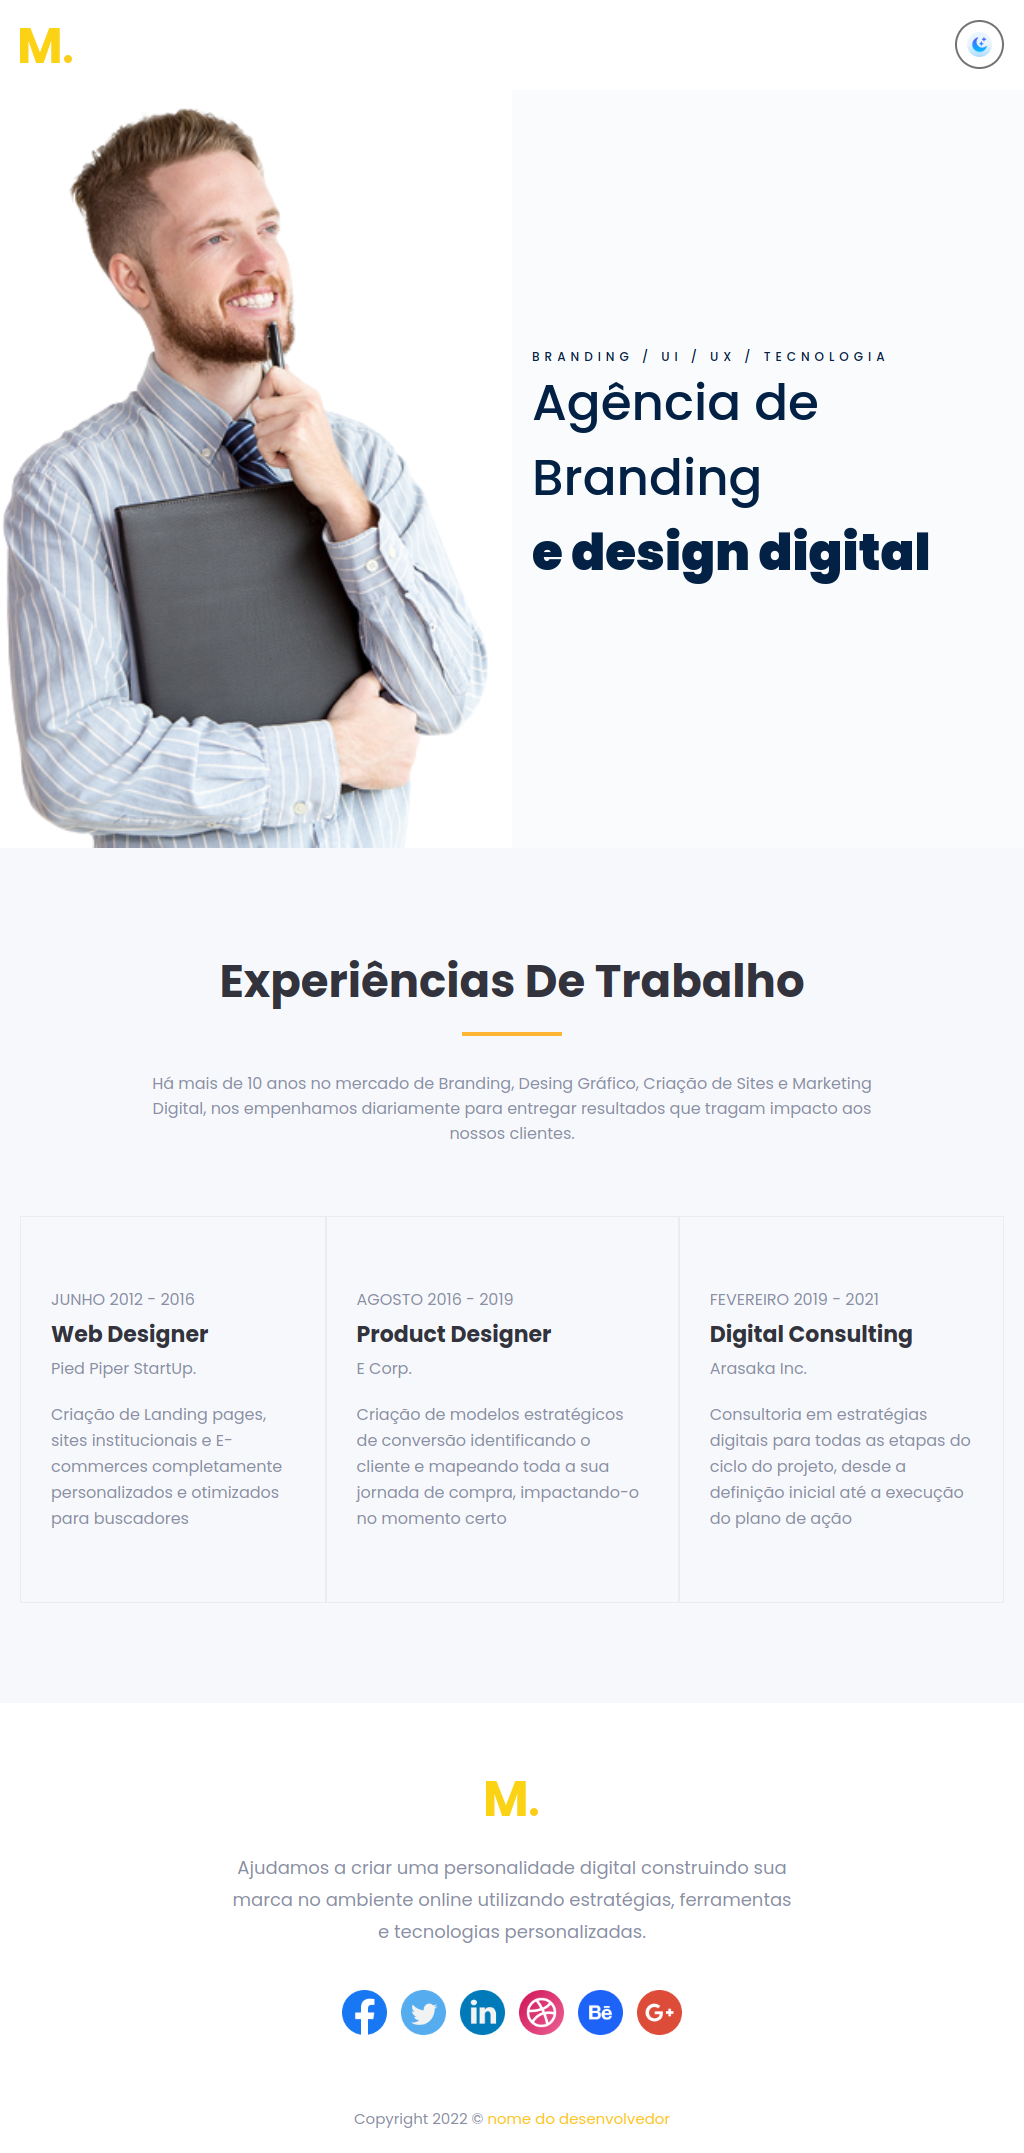 M.
BRANDING / UI / UX / TECNOLOGIA
Agência de
Branding
e design digital
Experiências De Trabalho
Há mais de 10 anos no mercado de Branding, Desing Gráfico, Criação de Sites e Marketing
Digital, nos empenhamos diariamente para entregar resultados que tragam impacto aos
nossos clientes.
JUNHO 2012 - 2016
Web Designer
Pied Piper StartUp.
Criação de Landing pages,
sites institucionais e E-
commerces completamente
personalizados e otimizados
para buscadores
AGOSTO 2016 - 2019
Product Designer
E Corp.
Criação de modelos estratégicos
de conversão identificando o
cliente e mapeando toda a sua
jornada de compra, impactando-o
no momento certo
FEVEREIRO 2019 - 2021
Digital Consulting
Arasaka Inc.
Consultoria em estratégias
digitais para todas as etapas do
ciclo do projeto, desde a
definição inicial até a execução
do plano de ação
M.
Ajudamos a criar uma personalidade digital construindo sua
marca no ambiente online utilizando estratégias, ferramentas
e tecnologias personalizadas.
f in Bē G+
Copyright 2022 © nome do desenvolvedor